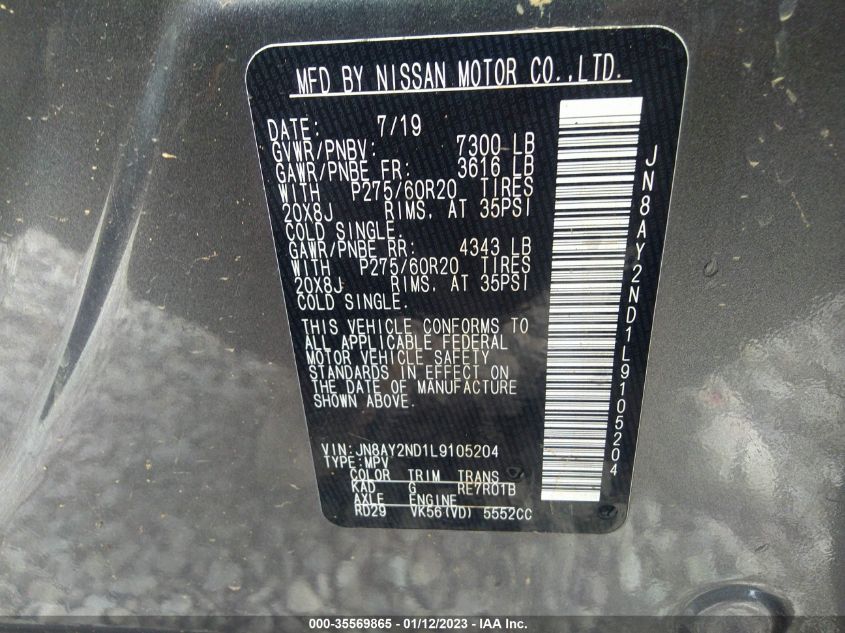 MFD BY NISSAN MOTOR CO.,LTD.
DATE: 7/19
GVWR/PNBV: 7300 LB
GAWR/PNBE FR: 3616 LB
WITH P275/60R20 TIRES
20X8J RIMS. AT 35PSI
COLD SINGLE.
GAWR/PNBE RR: 4343 LB
WITH P275/60R20 TIRES
20X8J RIMS. AT 35PSI
COLD SINGLE.
THIS VEHICLE CONFORMS TO
ALL APPLICABLE FEDERAL
MOTOR VEHICLE SAFETY
STANDARDS IN EFFECT ON
THE DATE OF MANUFACTURE
SHOWN ABOVE.
VIN:JN8AY2ND1L9105204
TYPE:MPV
COLOR TRIM TRANS
KAD G RE7R01B
AXLE ENGINE
RD29 VK56(VD) 5552CC
JN8AY2ND1L9105204
000-35569865 - 01/12/2023 - IAA Inc.